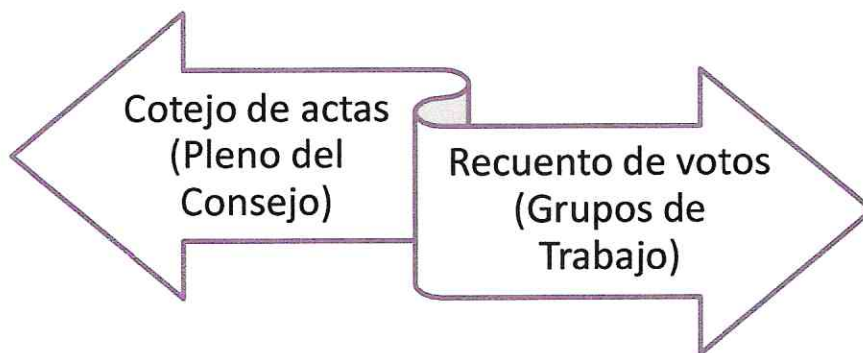 Cotejo de actas
(Pleno del
Consejo)
Recuento de votos
(Grupos de
Trabajo)